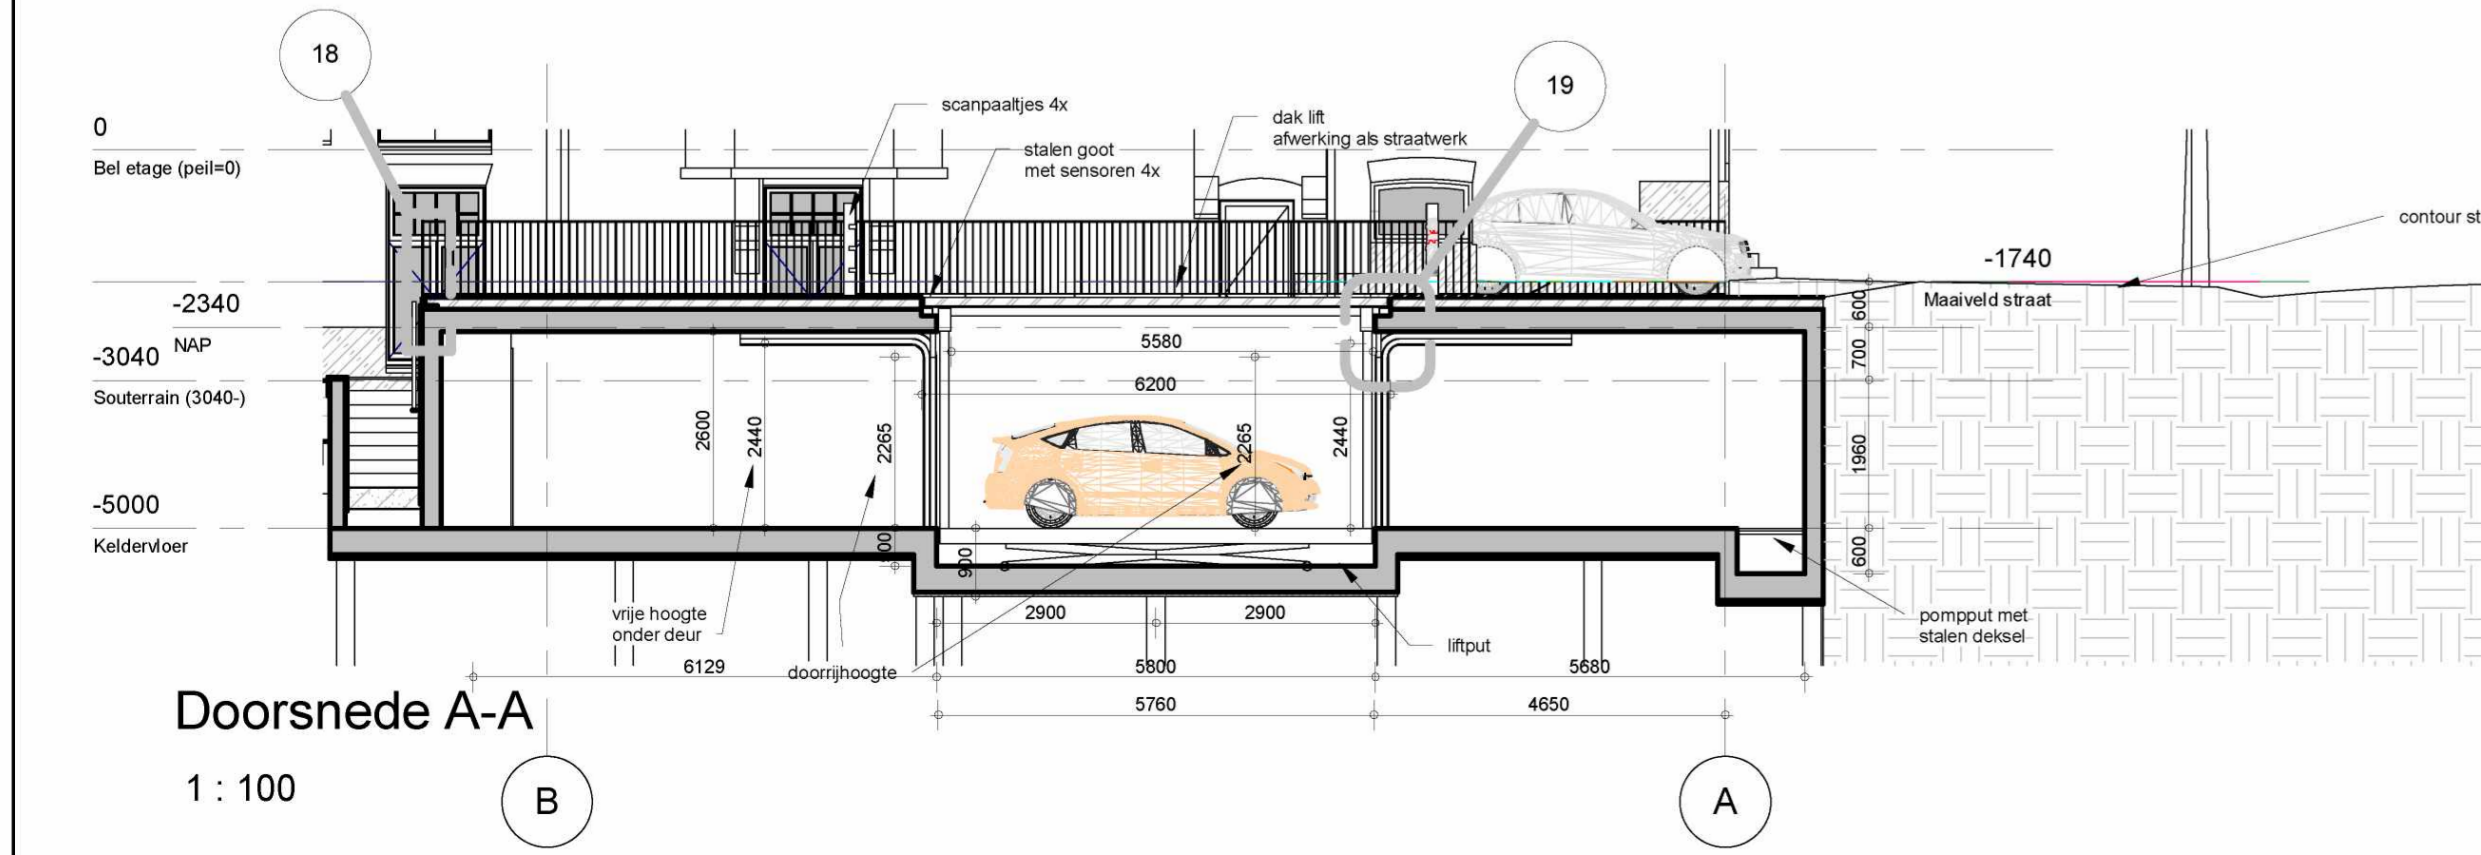 18
19
scanpaaltjes 4x
dak lift
afwerking als straatwerk
0
Bel etage (peil=0)
stalen goot
met sensoren 4x
contour st
-1740
Maaiveld straat
-2340
NAP
-3040
Souterrain (3040-)
-5000
Keldervloer
5580
6200
2600
2440
2265
2265
2440
600
700
1960
600
900
2900
2900
vrije hoogte
onder deur
doorrijhoogte
liftput
pompput met
stalen deksel
6129
5800
5680
5760
4650
Doorsnede A-A
1 : 100
B
A